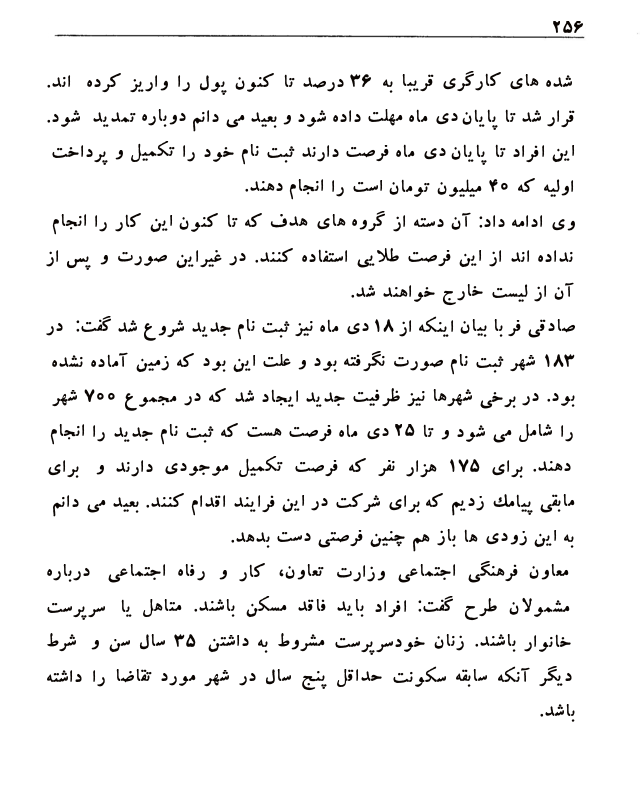 ۲۵۶
شده های کارگری قریبا به ۳۶ درصد تا کنون پول را واریز کرده اند.
قرار شد تا پایان دی ماه مهلت داده شود و بعید می دانم دوباره تمدید شود.
این افراد تا پایان دی ماه فرصت دارند ثبت نام خود را تکمیل و پرداخت
اولیه که ۴۰ میلیون تومان است را انجام دهند.
وی ادامه داد: آن دسته از گروه های هدف که تا کنون این کار را انجام
نداده اند از این فرصت طلایی استفاده کنند. در غیراین صورت و پس از
آن از لیست خارج خواهند شد.
صادقی فر با بیان اینکه از ۱۸ دی ماه نیز ثبت نام جدید شروع شد گفت: در
۱۸۳ شهر ثبت نام صورت نگرفته بود و علت این بود که زمین آماده نشده
بود. در برخی شهرها نیز ظرفیت جدید ایجاد شد که در مجموع ۷۰۰ شهر
را شامل می شود و تا ۲۵ دی ماه فرصت هست که ثبت نام جدید را انجام
دهند. برای ۱۷۵ هزار نفر که فرصت تکمیل موجودی دارند و برای
مابقی پیامك زدیم که برای شرکت در این فرایند اقدام کنند. بعید می دانم
به این زودی ها باز هم چنین فرصتی دست بدهد.
معاون فرهنگی اجتماعی وزارت تعاون، کار و رفاه اجتماعی درباره
مشمولان طرح گفت: افراد باید فاقد مسکن باشند. متاهل یا سرپرست
خانوار باشند. زنان خودسرپرست مشروط به داشتن ۳۵ سال سن و شرط
دیگر آنکه سابقه سکونت حداقل پنج سال در شهر مورد تقاضا را داشته
باشد.